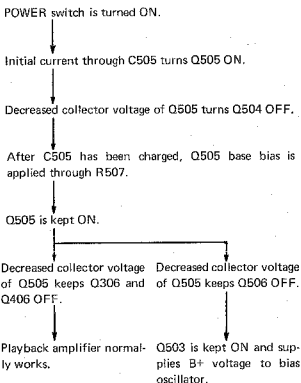 POWER switch is turned ON.
Initial current through C505 turns Q505 ON.
Decreased collector voltage of Q505 turns Q504 OFF.
After C505 has been charged, Q505 base bis is
applied through R507.
Q505 is kept ON.
Decreased collector voltage
of Q505 keeps Q306 and
Q406 OFF.
Decreased collector voltage
of Q505 keeps Q506 OFF.
Playback amplifier normal-
ly works.
Q503 is kept ON and sup-
plies B+ voltage to bias
oscillator.